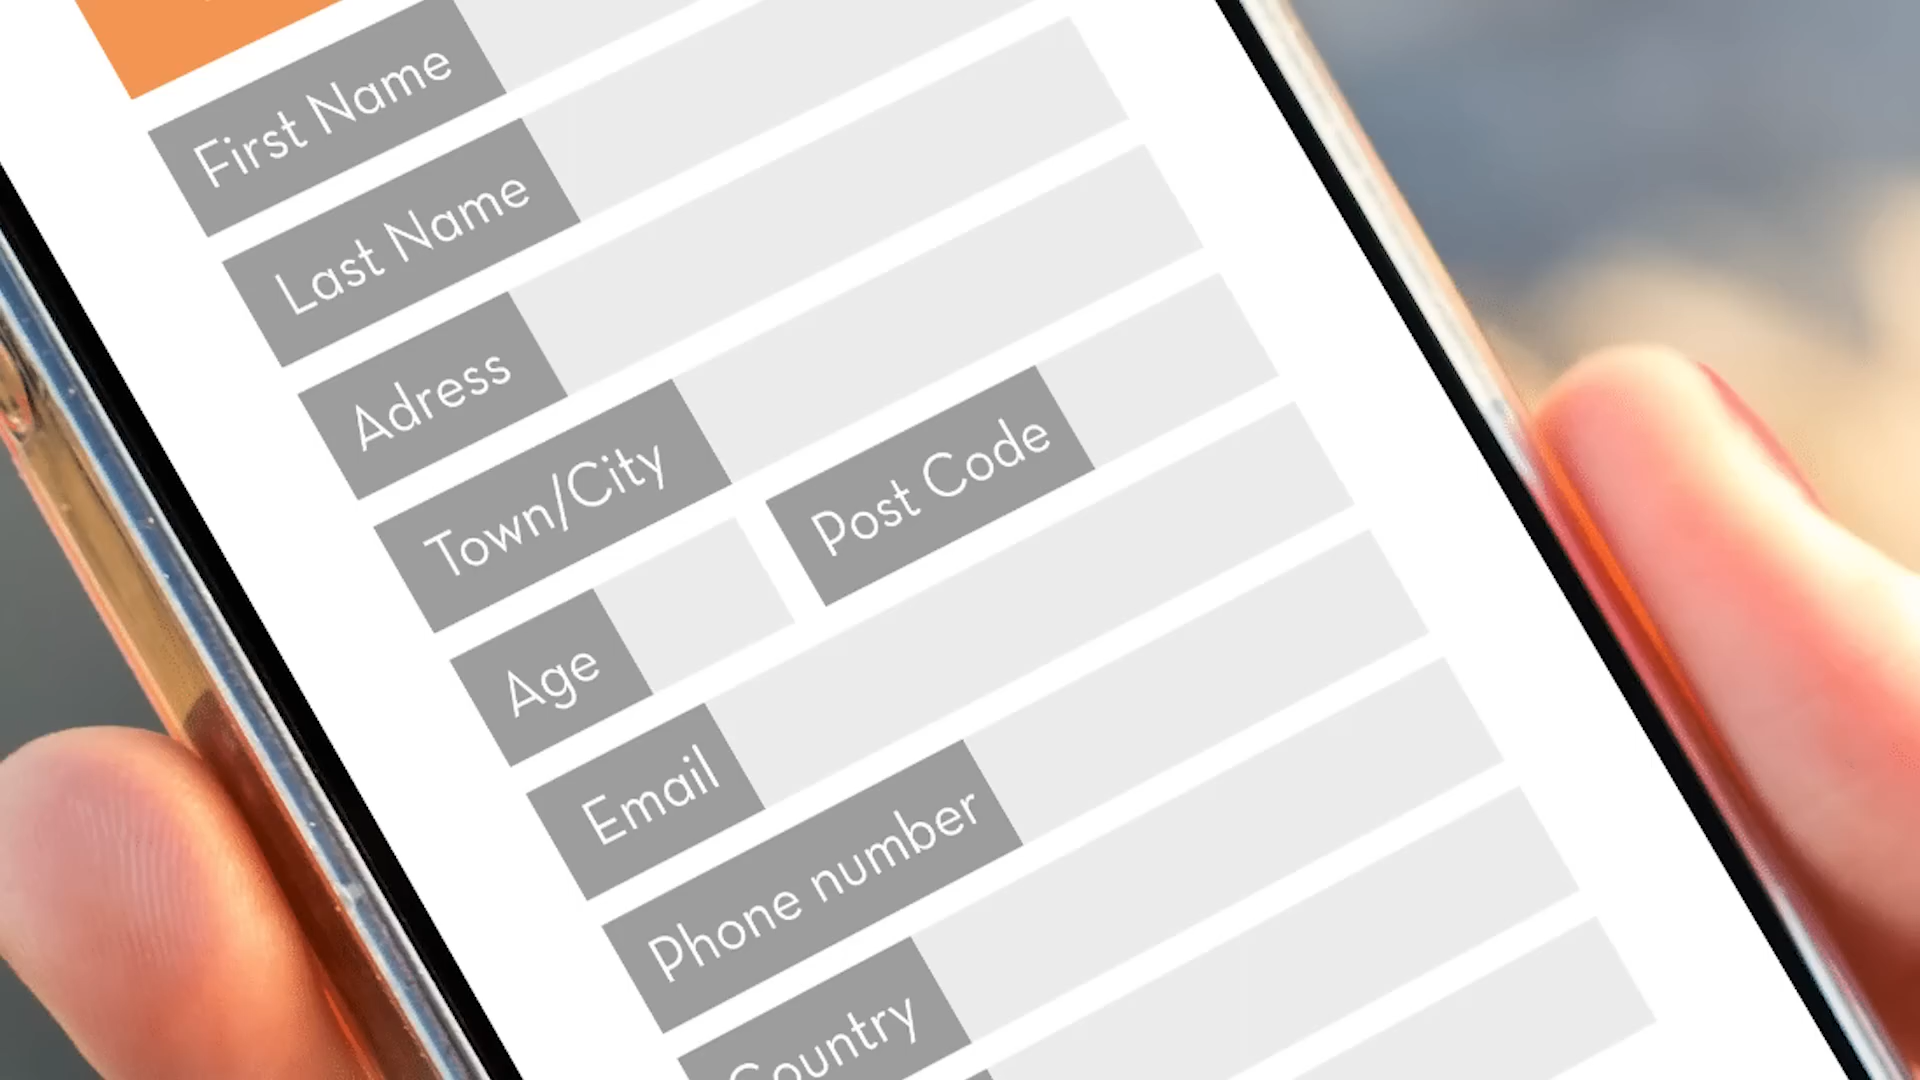 First Name
Last Name
Adress
Town/City
Age
Post Code
Email
Phone number
Country